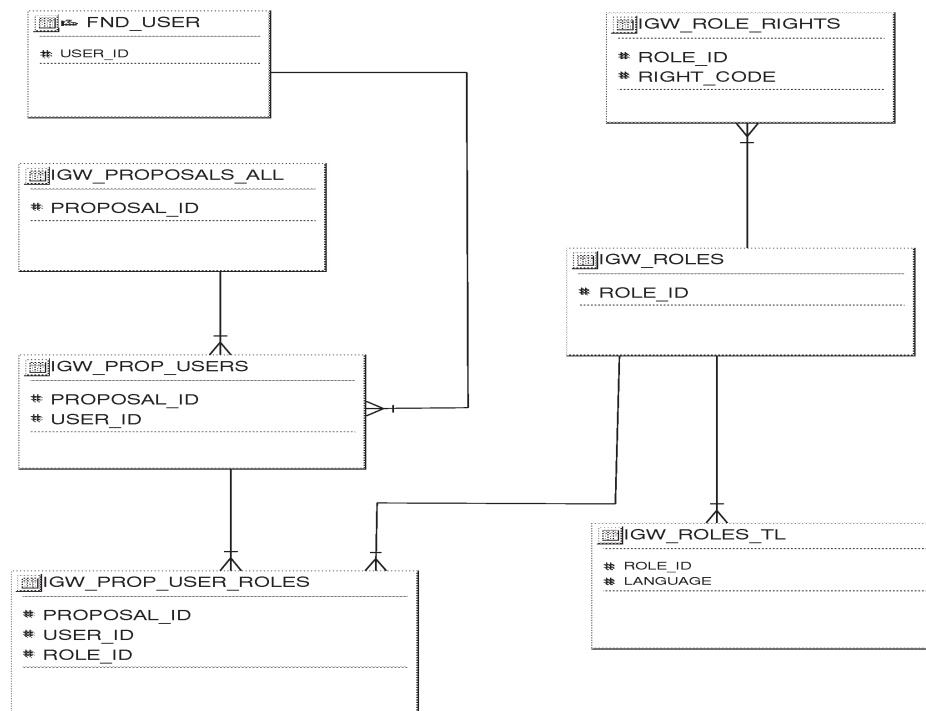 FND_USER
# USER_ID
IGW_PROPOSALS_ALL
# PROPOSAL_ID
IGW_PROP_USERS
# PROPOSAL_ID
# USER_ID
IGW_PROP_USER_ROLES
# PROPOSAL_ID
# USER_ID
# ROLE_ID
IGW_ROLE_RIGHTS
# ROLE_ID
# RIGHT_CODE
IGW_ROLES
# ROLE_ID
IGW_ROLES_TL
# ROLE_ID
# LANGUAGE